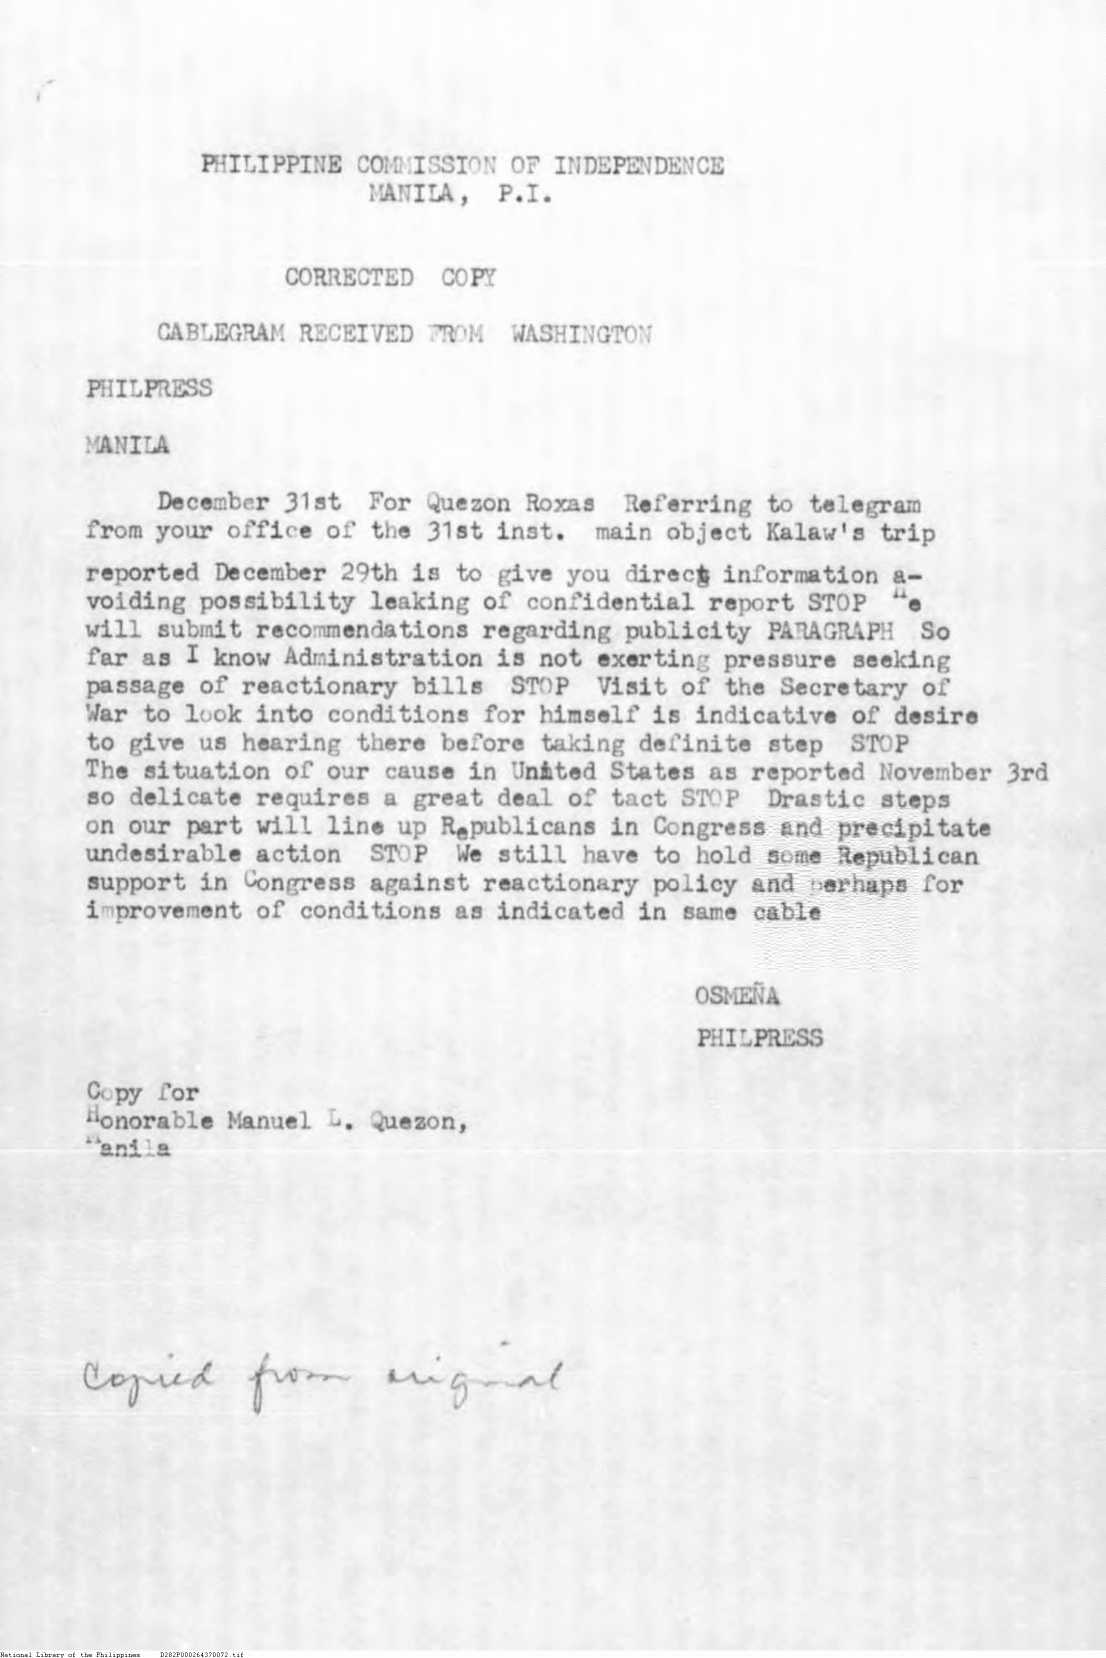 PHILIPPINE COMMISSION OF INDEPENDENCE
MANILA, P.I.
CORRECTED COPY
CABLEGRAM RECEIVED FROM WASHINGTON
PHILPRESS
MANILA
December 31st For Quezon Roxas Referring to telegram
from your office of the 31st inst. main object Kalaw's trip
reported December 29th is to give you direct information a-
voiding possibility leaking of confidential report STOP We
will submit recommendations regarding publicity PARAGRAPH So
far as I know Administration is not exerting pressure seeking
passage of reactionary bills STOP Visit of the Secretary of
War to look into conditions for himself is indicative of desire
to give us hearing there before taking definite step STOP
The situation of our cause in United States as reported November 3rd
so delicate requires a great deal of tact STOP Drastic steps
on our part will line up Republicans in Congress and precipitate
undesirable action STOP We still have to hold some Republican
support in Congress against reactionary policy and perhaps for
improvement of conditions as indicated in same cable
OSMEÑA
PHILPRESS
Copy for
Honorable Manuel L. Quezon,
Manila
Copied from original
National Library of the Philippines D282P000264370072.tif